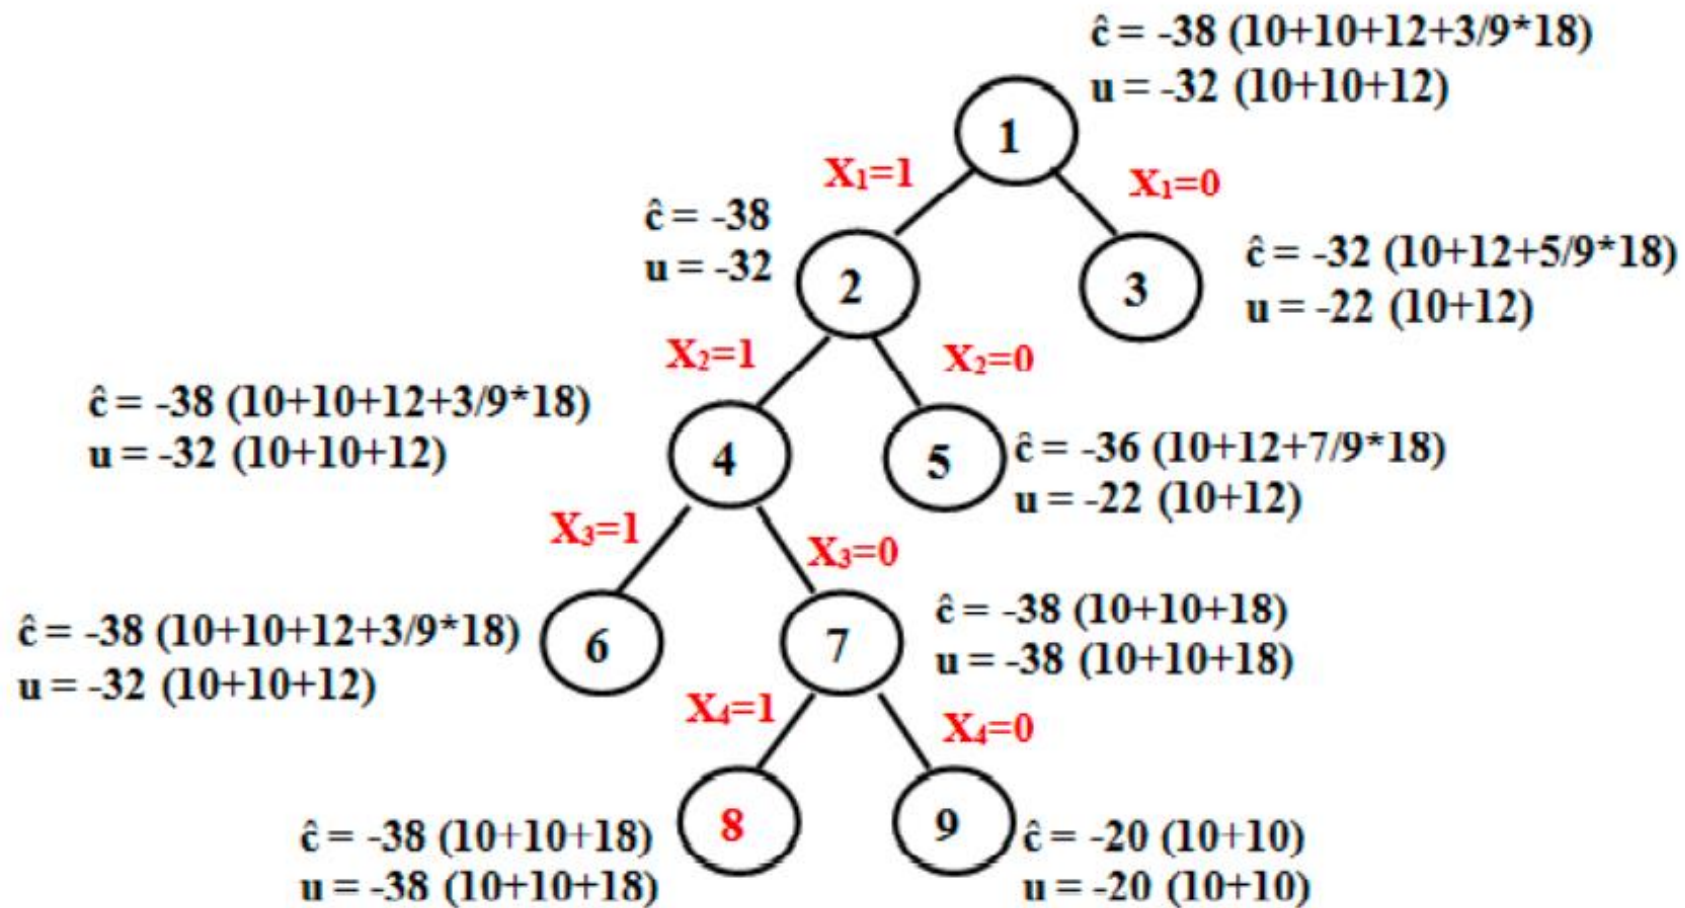 ĉ = -38 (10+10+12+3/9*18)
u = -32 (10+10+12)
1
X₁=1
X₁=0
ĉ = -38
u = -32
2
3
ĉ = -32 (10+12+5/9*18)
u = -22 (10+12)
X₂=1
X₂=0
ĉ = -38 (10+10+12+3/9*18)
u = -32 (10+10+12)
4
5
ĉ = -36 (10+12+7/9*18)
u = -22 (10+12)
X₃=1
X₃=0
ĉ = -38 (10+10+12+3/9*18)
u = -32 (10+10+12)
6
7
ĉ = -38 (10+10+18)
u = -38 (10+10+18)
X₄=1
X₄=0
ĉ = -38 (10+10+18)
u = -38 (10+10+18)
8
9
ĉ = -20 (10+10)
u = -20 (10+10)